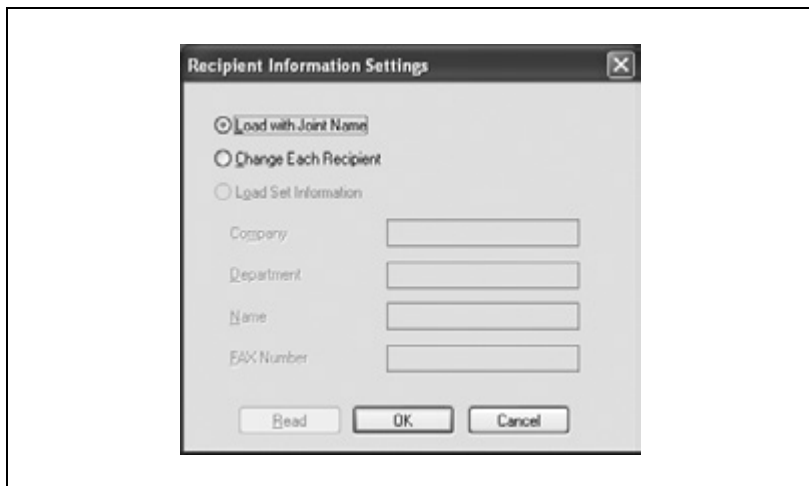 Recipient Information Settings
Load with Joint Name
Change Each Recipient
Load Set Information
Company
Department
Name
FAX Number
Read OK Cancel